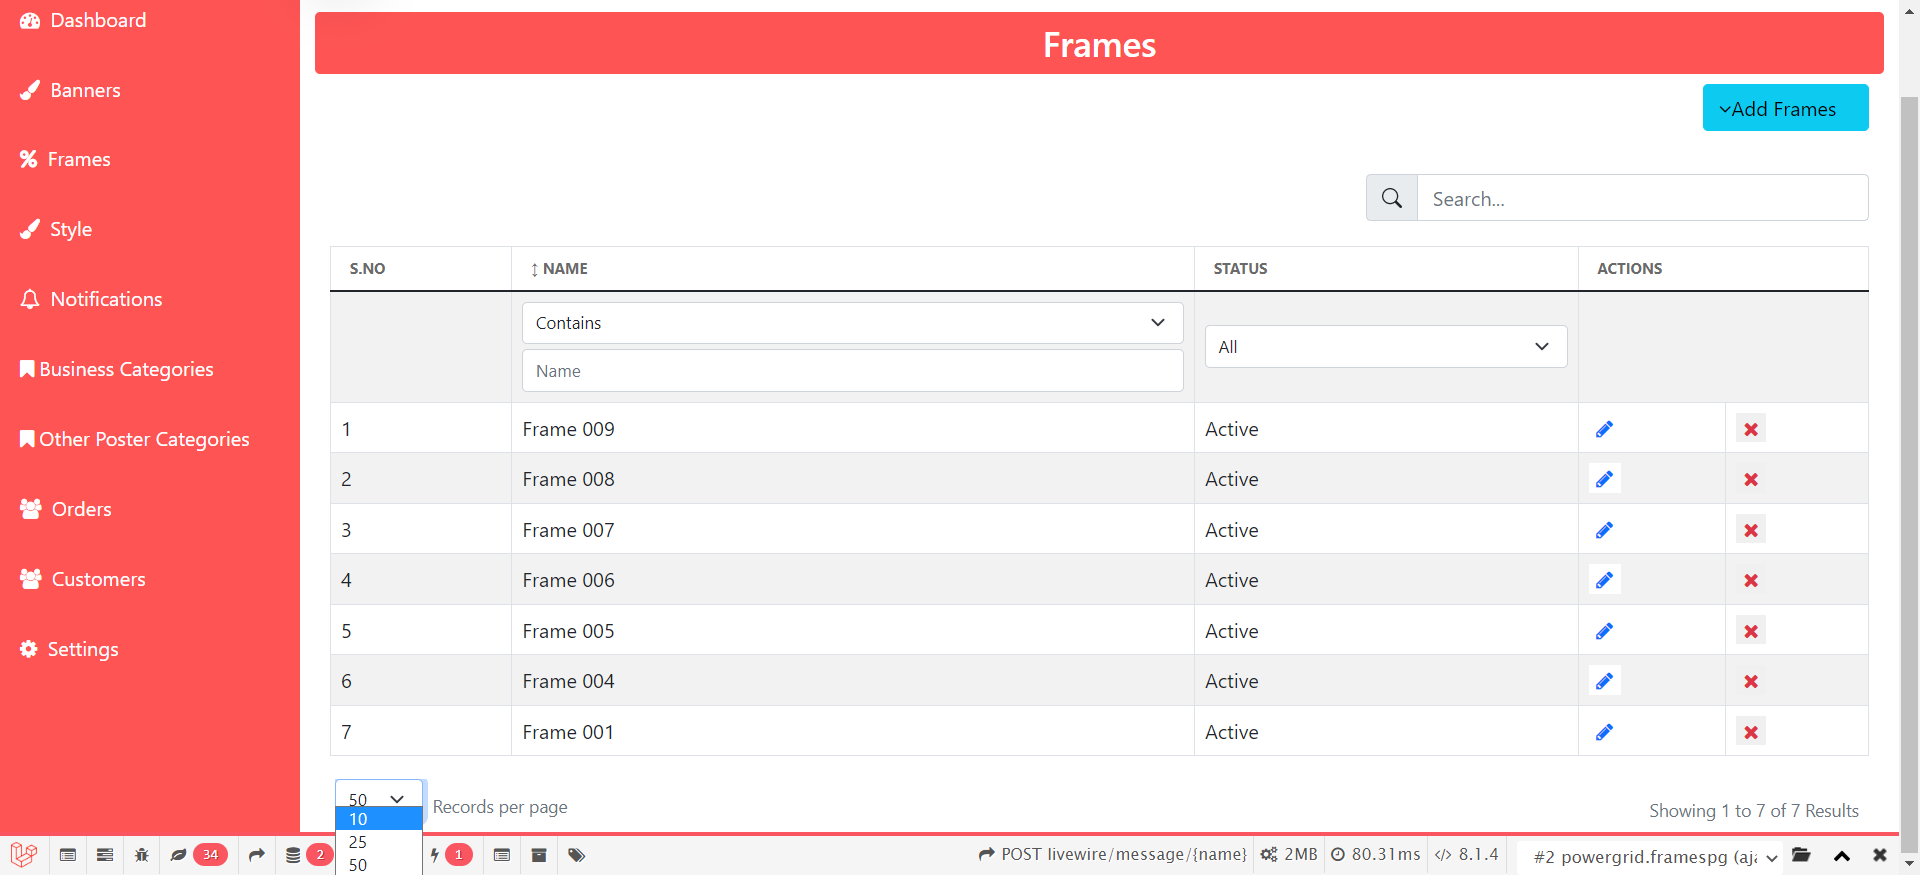 Dashboard
Banners
Frames
Style
Notifications
Business Categories
Other Poster Categories
Orders
Customers
Settings
Frames
Add Frames
Search...
S.NO NAME STATUS ACTIONS
Contains
Name
All
1 Frame 009 Active
2 Frame 008 Active
3 Frame 007 Active
4 Frame 006 Active
5 Frame 005 Active
6 Frame 004 Active
7 Frame 001 Active
50 Records per page
Showing 1 to 7 of 7 Results
10
25
50
34 2 1 POST livewire/message/{name} 2MB 80.31ms 8.1.4 #2 powergrid.framespg (aja